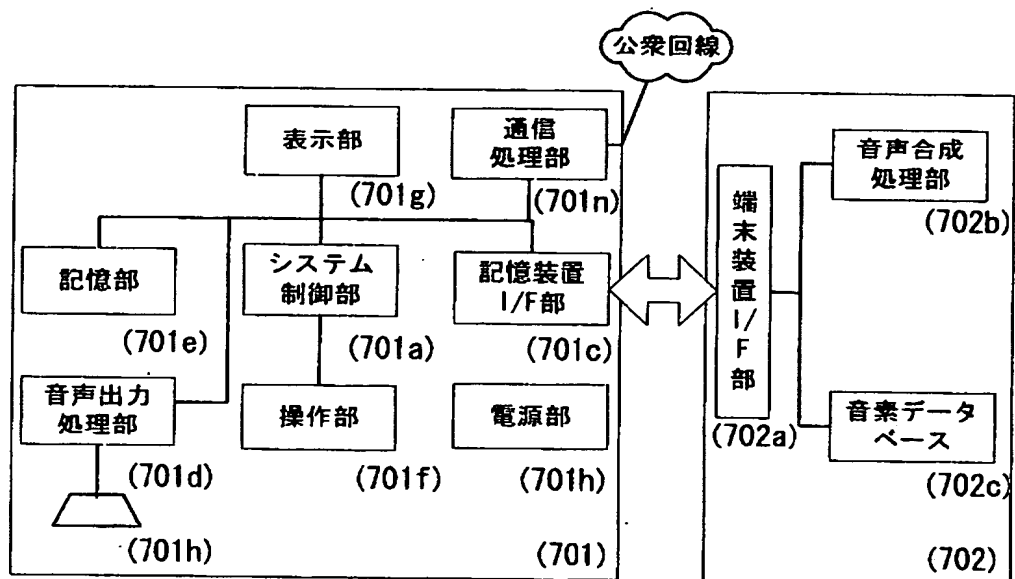 公衆回線
表示部
(701g)
通信
処理部
(701n)
記憶部
(701e)
システム
制御部
(701a)
記憶装置
I/F部
(701c)
音声出力
処理部
(701d)
操作部
(701f)
電源部
(701h)
(701h)
(701)
端末装置I/F部
(702a)
音声合成
処理部
(702b)
音素データ
ベース
(702c)
(702)